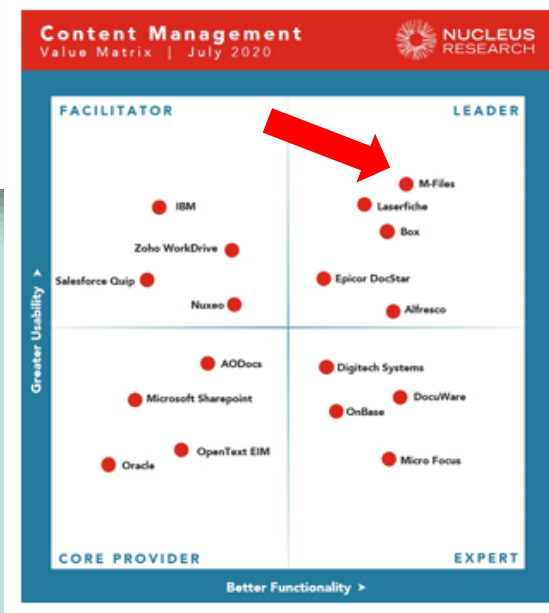 Content Management
Value Matrix | July 2020
NUCLEUS
RESEARCH
FACILITATOR
LEADER
M-Files
IBM
Laserfiche
Box
Zoho WorkDrive
Salesforce Quip
Epicor DocStar
Nuxeo
Alfresco
Greater Usability >
AODocs
Digitech Systems
Microsoft Sharepoint
DocuWare
OnBase
OpenText EIM
Oracle
Micro Focus
CORE PROVIDER
EXPERT
Better Functionality >